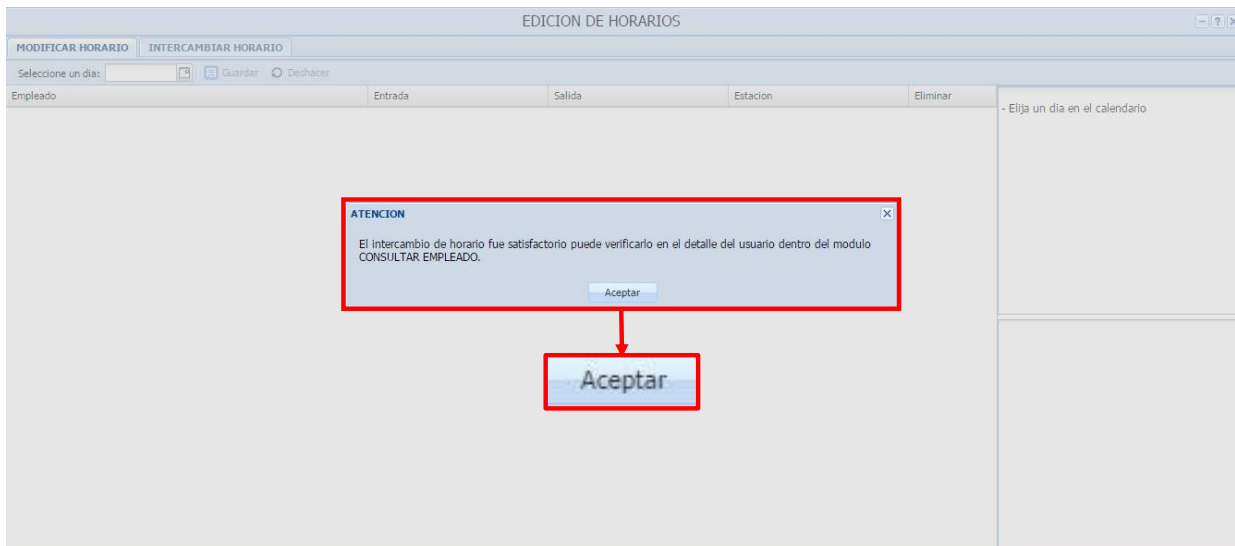 EDICION DE HORARIOS
MODIFICAR HORARIO INTERCAMBIAR HORARIO
Seleccione un dia: Guardar Deshacer
Empleado Entrada Salida Estacion Eliminar
- Elija un dia en el calendario
ATENCION
El intercambio de horario fue satisfactorio puede verificarlo en el detalle del usuario dentro del modulo
CONSULTAR EMPLEADO.
Aceptar
Aceptar